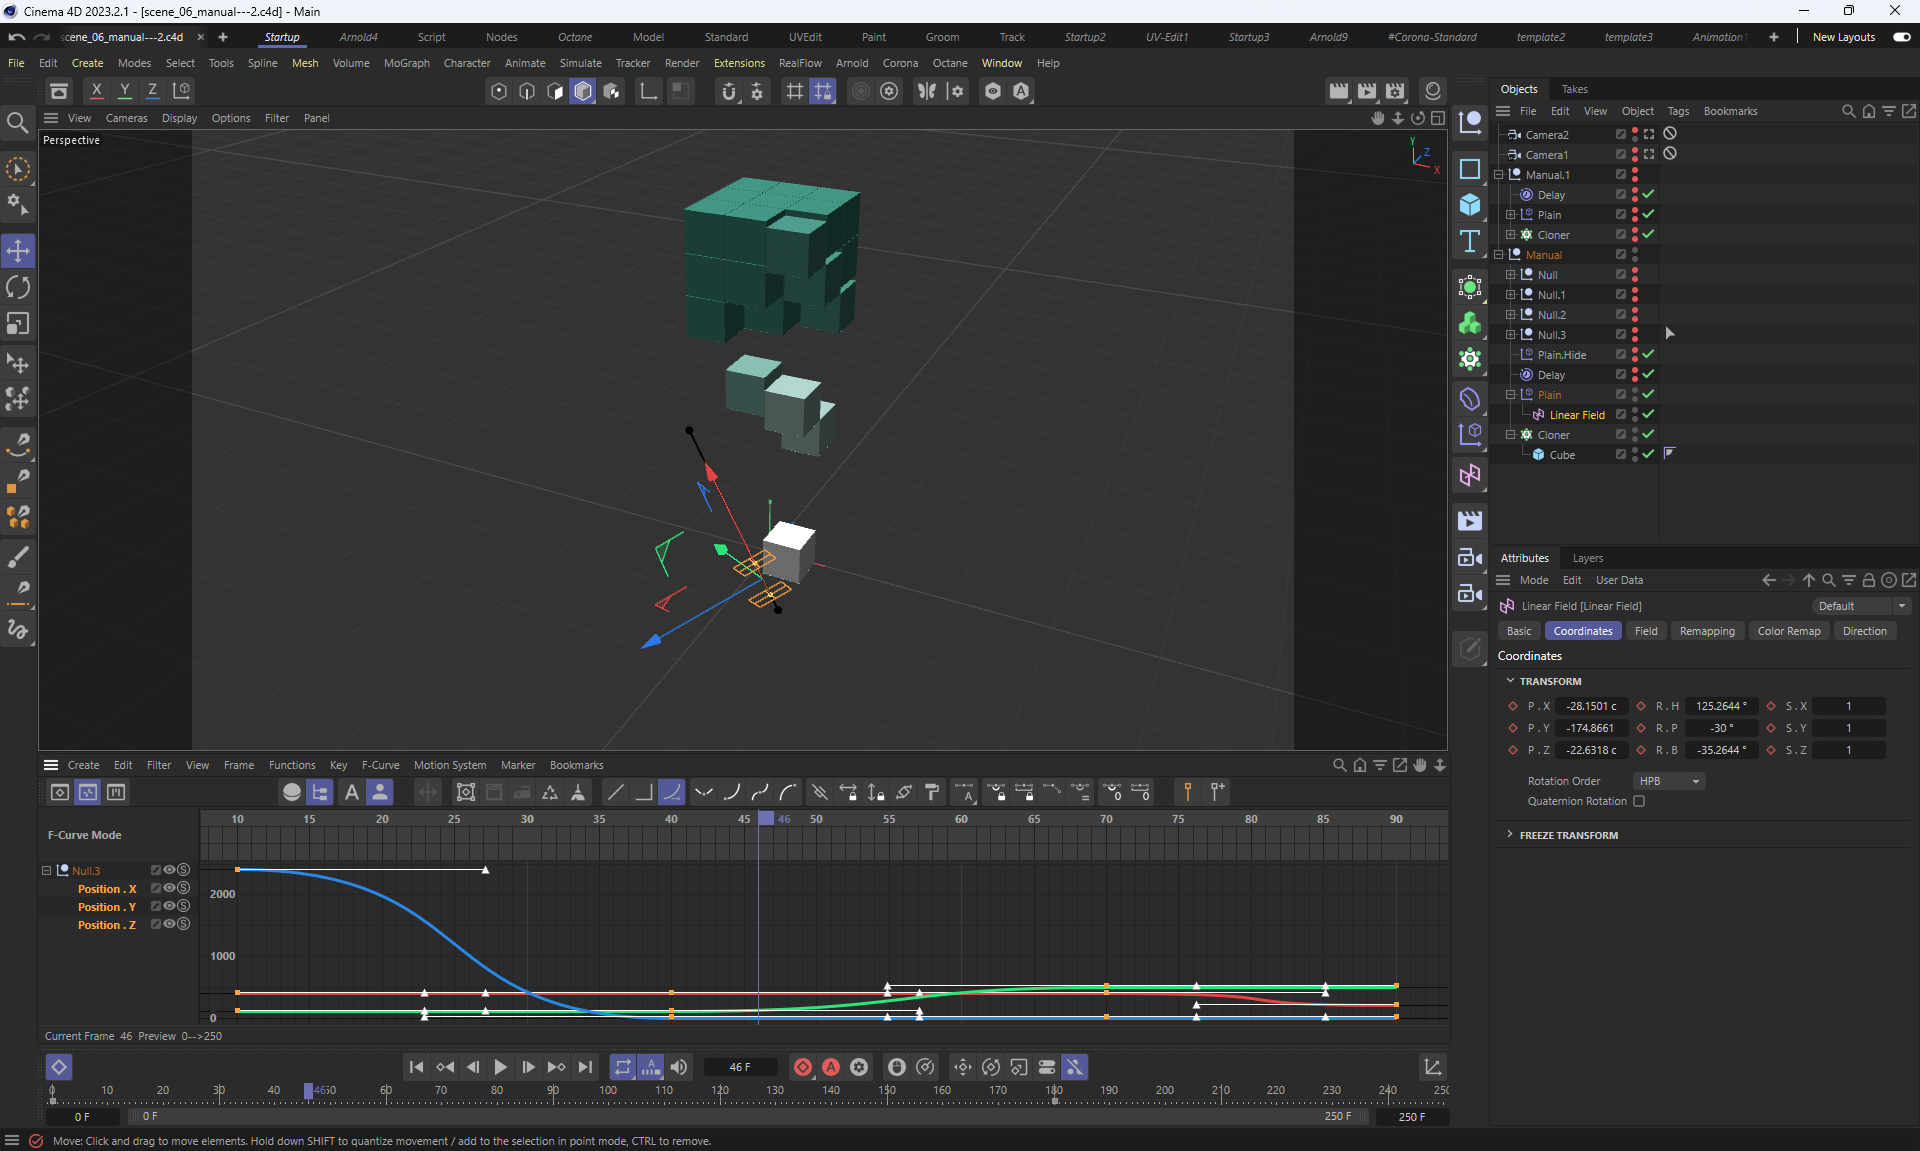 Cinema 4D 2023.2.1 - [scene_06_manual---2.c4d] - Main
scene_06_manual---2.c4d × + Startup Arnold4 Script Nodes Octane Model Standard UVEdit Paint Groom Track Startup2 UV-Edit1 Startup3 Arnold9 #Corona-Standard template2 template3 Animation + New Layouts
File Edit Create Modes Select Tools Spline Mesh Volume MoGraph Character Animate Simulate Tracker Render Extensions RealFlow Arnold Corona Octane Window Help
X Y Z
Objects Takes
View Cameras Display Options Filter Panel
File Edit View Object Tags Bookmarks
Perspective
Y
Z
X
Camera2
Camera1
Manual.1
Delay
Plain
Cloner
Manual
Null
Null.1
Null.2
Null.3
Plain.Hide
Delay
Plain
Linear Field
Cloner
Cube
Attributes Layers
Mode Edit User Data
Linear Field [Linear Field] Default
Basic Coordinates Field Remapping Color Remap Direction
Coordinates
TRANSFORM
P . X -28.1501 c R . H 125.2644 ° S . X 1
P . Y -174.8661 R . P -30 ° S . Y 1
P . Z -22.6318 c R . B -35.2644 ° S . Z 1
Rotation Order HPB
Quaternion Rotation
FREEZE TRANSFORM
Create Edit Filter View Frame Functions Key F-Curve Motion System Marker Bookmarks
10 15 20 25 30 35 40 45 46 50 55 60 65 70 75 80 85 90
F-Curve Mode
Null.3
Position . X
Position . Y
Position . Z
2000
1000
0
Current Frame 46 Preview 0-->250
46 F
0 10 20 30 40 46 50 60 70 80 90 100 110 120 130 140 150 160 170 180 190 200 210 220 230 240 250
0 F 0 F 250 F 250 F
Move: Click and drag to move elements. Hold down SHIFT to quantize movement / add to the selection in point mode, CTRL to remove.